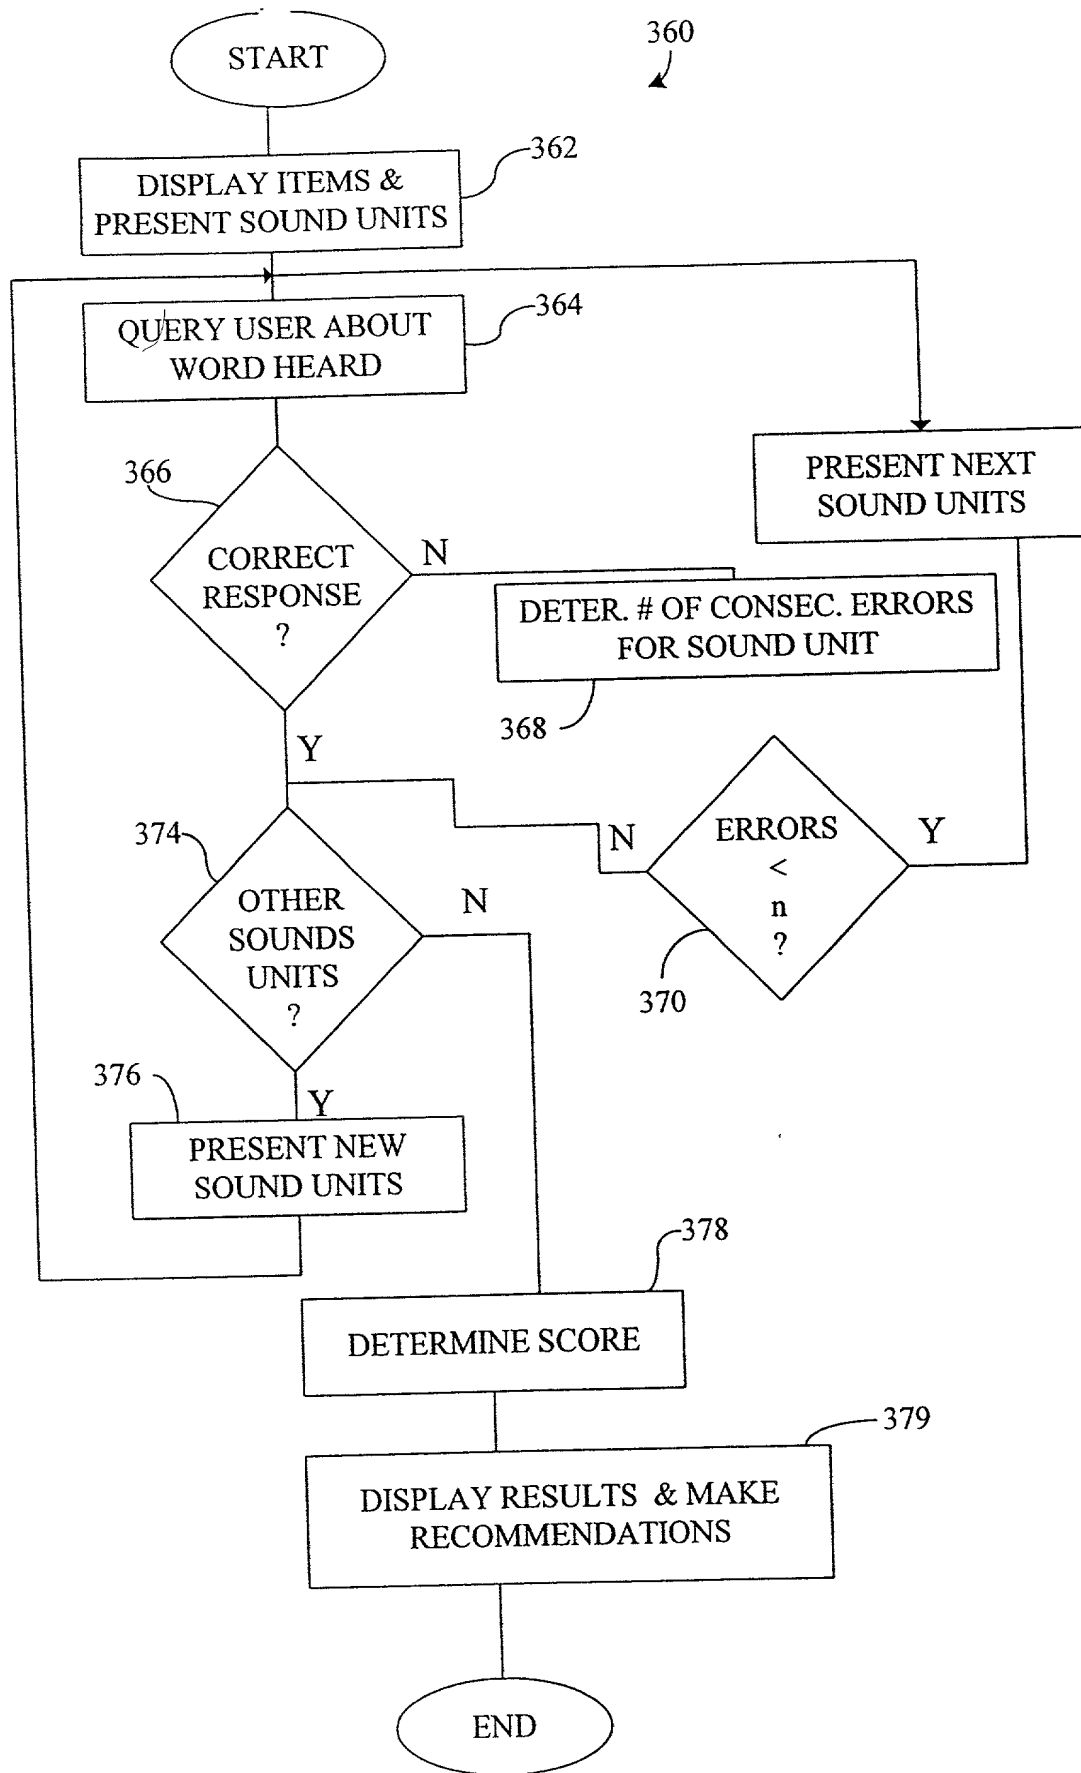 START
360
362
DISPLAY ITEMS &
PRESENT SOUND UNITS
364
QUERY USER ABOUT
WORD HEARD
366
CORRECT
RESPONSE
?
N
Y
PRESENT NEXT
SOUND UNITS
DETER. # OF CONSEC. ERRORS
FOR SOUND UNIT
368
ERRORS
<
n
?
N
Y
370
374
OTHER
SOUNDS
UNITS
?
N
Y
376
PRESENT NEW
SOUND UNITS
378
DETERMINE SCORE
379
DISPLAY RESULTS & MAKE
RECOMMENDATIONS
END